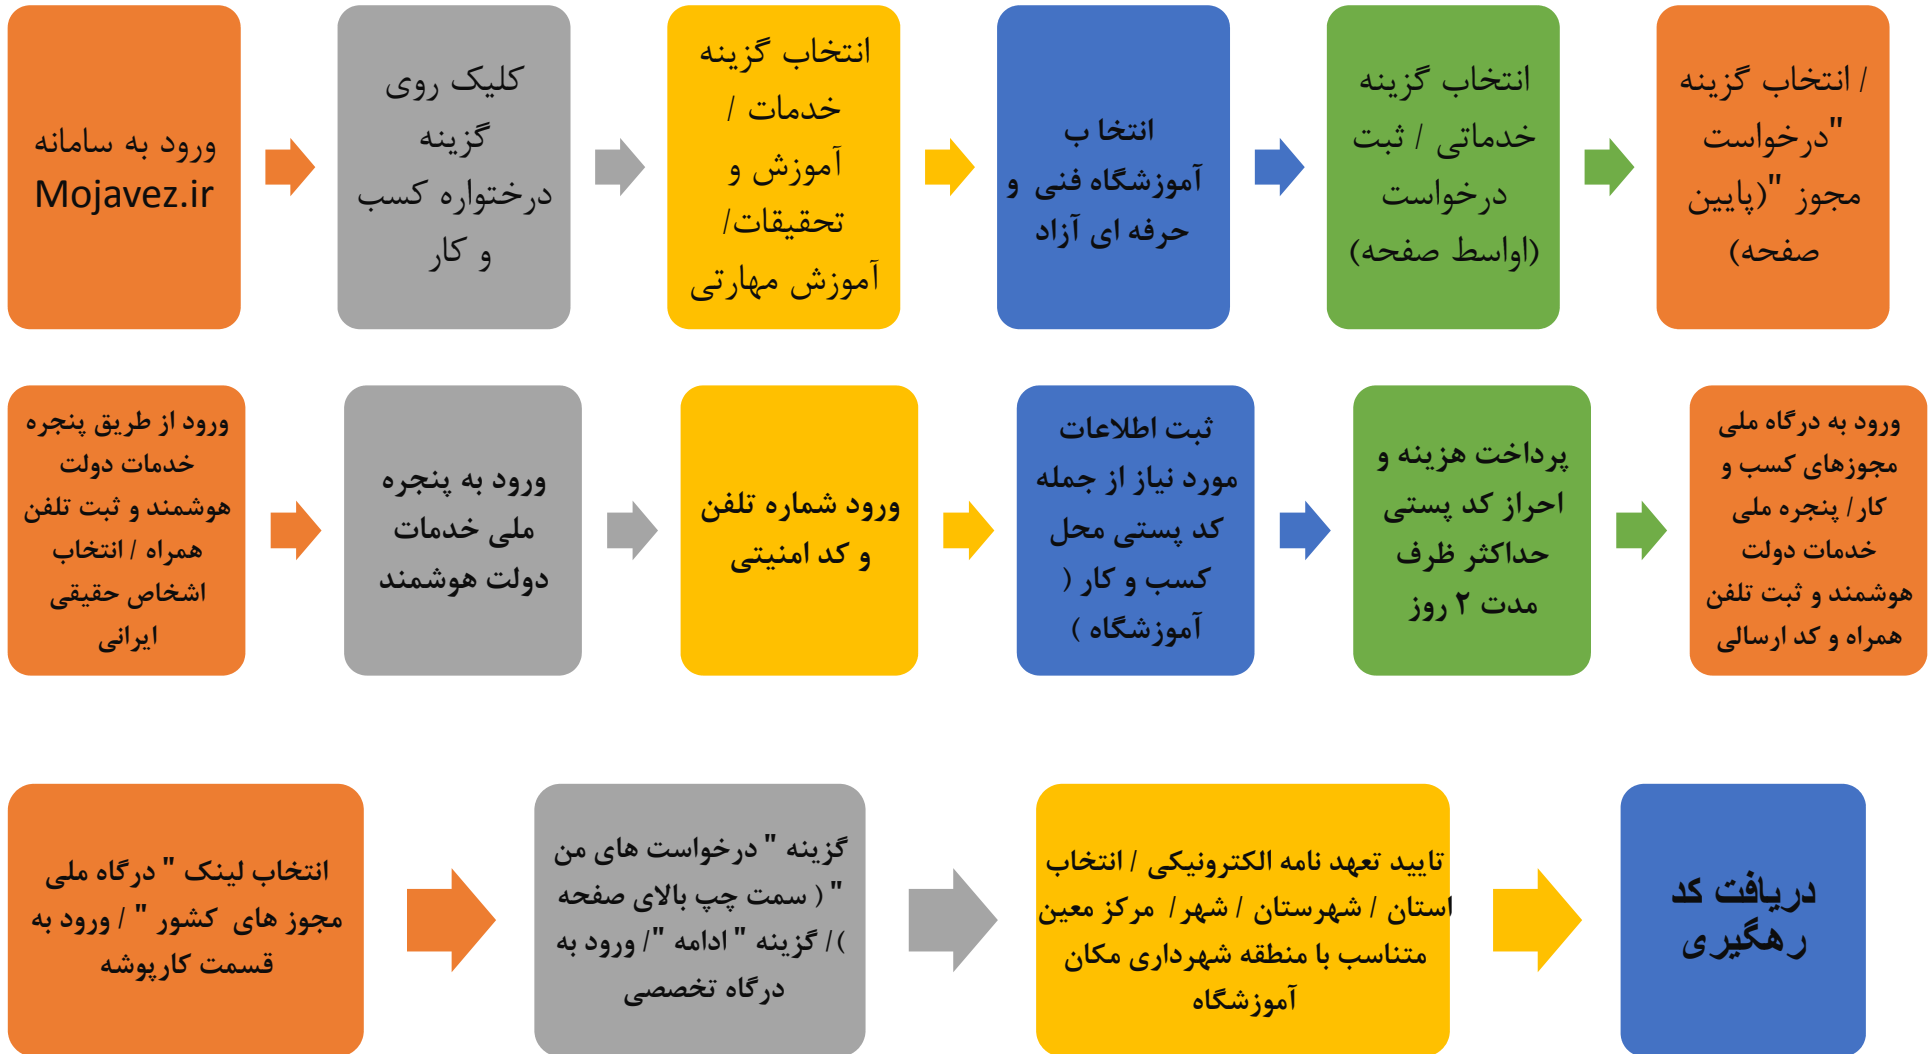 ورود به سامانه
Mojavez.ir
کلیک روی
گزینه
درختواره کسب
و کار
انتخاب گزینه
خدمات /
آموزش و
تحقیقات/
آموزش مهارتی
انتخا ب
آموزشگاه فنی و
حرفه ای آزاد
انتخاب گزینه
خدماتی / ثبت
درخواست
(اواسط صفحه)
/ انتخاب گزینه
"درخواست
مجوز "(پایین
صفحه)
ورود از طریق پنجره
خدمات دولت
هوشمند و ثبت تلفن
همراه / انتخاب
اشخاص حقیقی
ایرانی
ورود به پنجره
ملی خدمات
دولت هوشمند
ورود شماره تلفن
و کد امنیتی
ثبت اطلاعات
مورد نیاز از جمله
کد پستی محل
کسب و کار (
آموزشگاه )
پرداخت هزینه و
احراز کد پستی
حداکثر ظرف
مدت ۲ روز
ورود به درگاه ملی
مجوزهای کسب و
کار/ پنجره ملی
خدمات دولت
هوشمند و ثبت تلفن
همراه و کد ارسالی
انتخاب لینک " درگاه ملی
مجوز های کشور " / ورود به
قسمت کارپوشه
گزینه " درخواست های من
" ( سمت چپ بالای صفحه
)/ گزینه " ادامه "/ ورود به
درگاه تخصصی
تایید تعهد نامه الکترونیکی / انتخاب
استان / شهرستان / شهر/ مرکز معین
متناسب با منطقه شهرداری مکان
آموزشگاه
دریافت کد
رهگیری